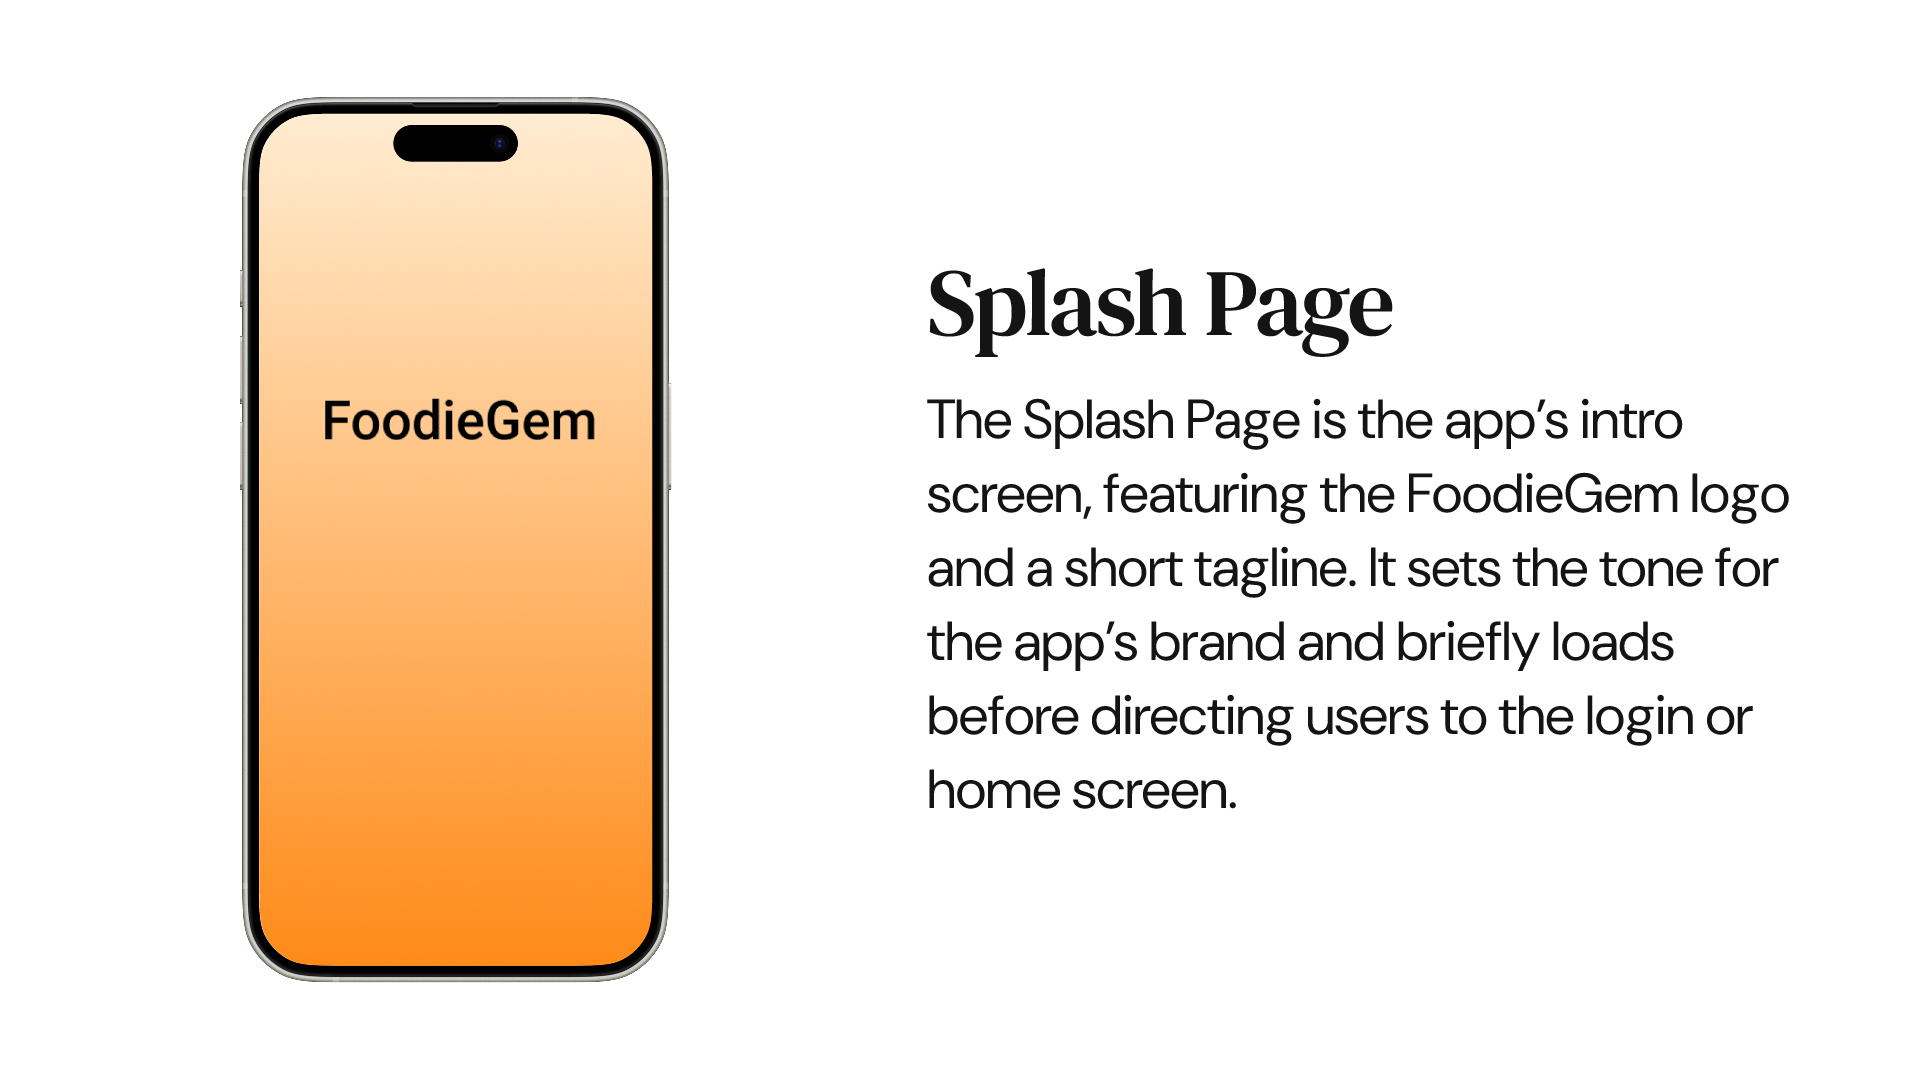 FoodieGem
Splash Page
The Splash Page is the app’s intro
screen, featuring the FoodieGem logo
and a short tagline. It sets the tone for
the app’s brand and briefly loads
before directing users to the login or
home screen.